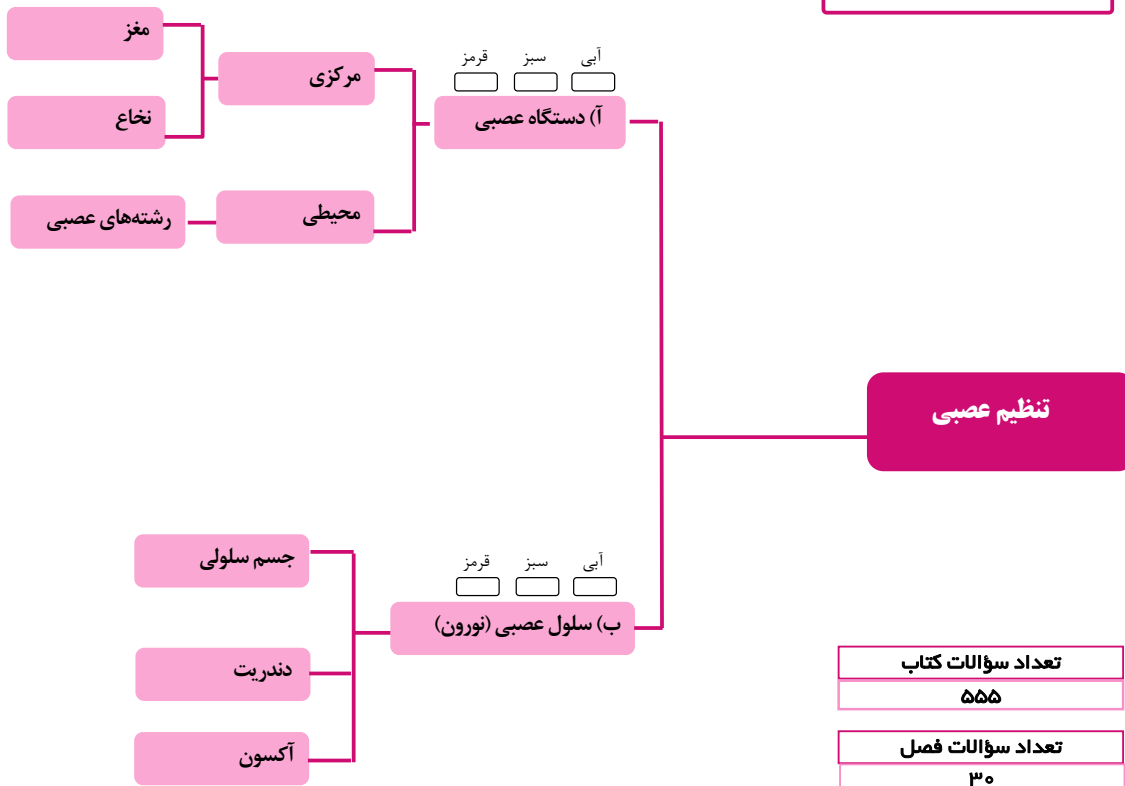 تنظیم عصبی
آبی سبز قرمز
آ) دستگاه عصبی
مرکزی
مغز
نخاع
محیطی
رشته‌های عصبی
آبی سبز قرمز
ب) سلول عصبی (نورون)
جسم سلولی
دندریت
آکسون
تعداد سؤالات کتاب
۵۵۵
تعداد سؤالات فصل
۳۰